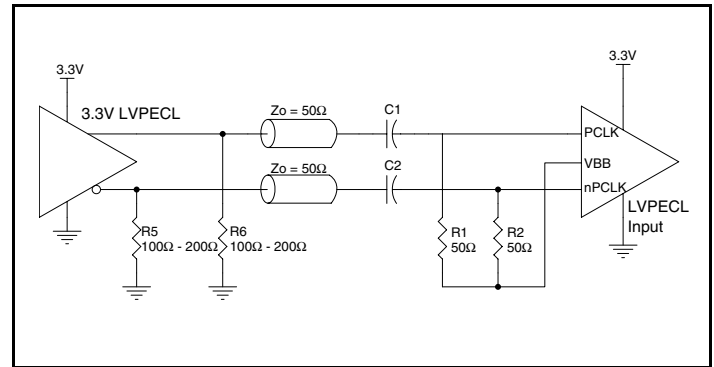 3.3V
3.3V
3.3V LVPECL
Zo = 50Ω
C1
PCLK
VBB
Zo = 50Ω
C2
nPCLK
LVPECL
Input
R5
100Ω - 200Ω
R6
100Ω - 200Ω
R1
50Ω
R2
50Ω